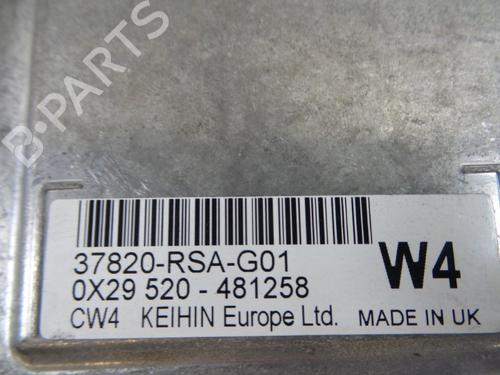 B-PARTS
37820-RSA-G01
0X29 520 - 481258
W4
CW4 KEIHIN Europe Ltd. MADE IN UK